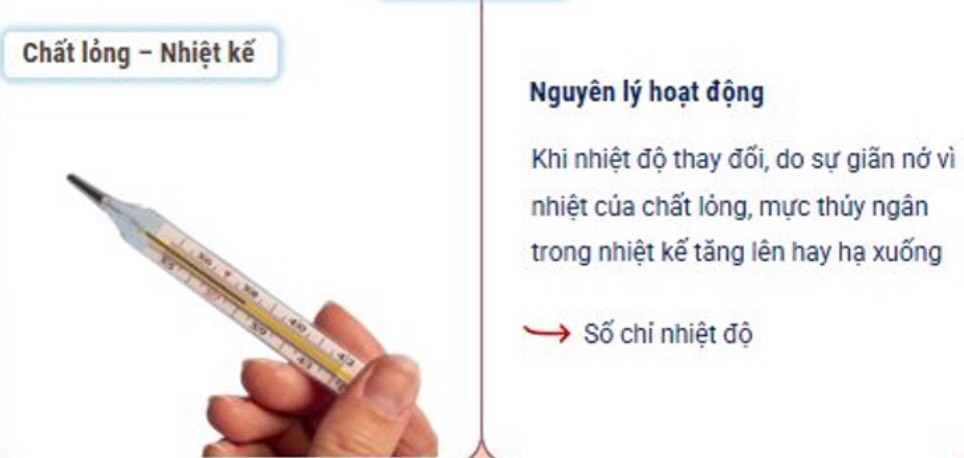 Chất lỏng – Nhiệt kế
Nguyên lý hoạt động
Khi nhiệt độ thay đổi, do sự giãn nở vì
nhiệt của chất lỏng, mực thủy ngân
trong nhiệt kế tăng lên hay hạ xuống
Số chỉ nhiệt độ